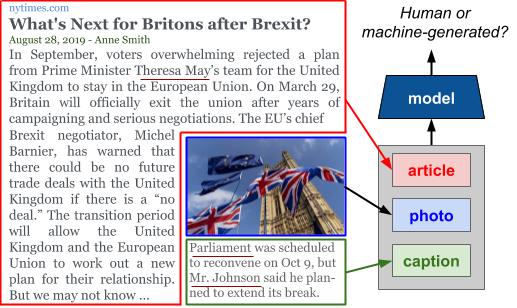 nytimes.com
What's Next for Britons after Brexit?
August 28, 2019 - Anne Smith
In September, voters overwhelming rejected a plan
from Prime Minister Theresa May's team for the United
Kingdom to stay in the European Union. On March 29,
Britain will officially exit the union after years of
campaigning and serious negotiations. The EU's chief
Brexit negotiator, Michel
Barnier, has warned that
there could be no future
trade deals with the United
Kingdom if there is a "no
deal." The transition period
will allow the United
Kingdom and the European
Union to work out a new
plan for their relationship.
But we may not know ...
Parliament was scheduled
to reconvene on Oct 9, but
Mr. Johnson said he plan-
ned to extend its break.
Human or
machine-generated?
model
article
photo
caption